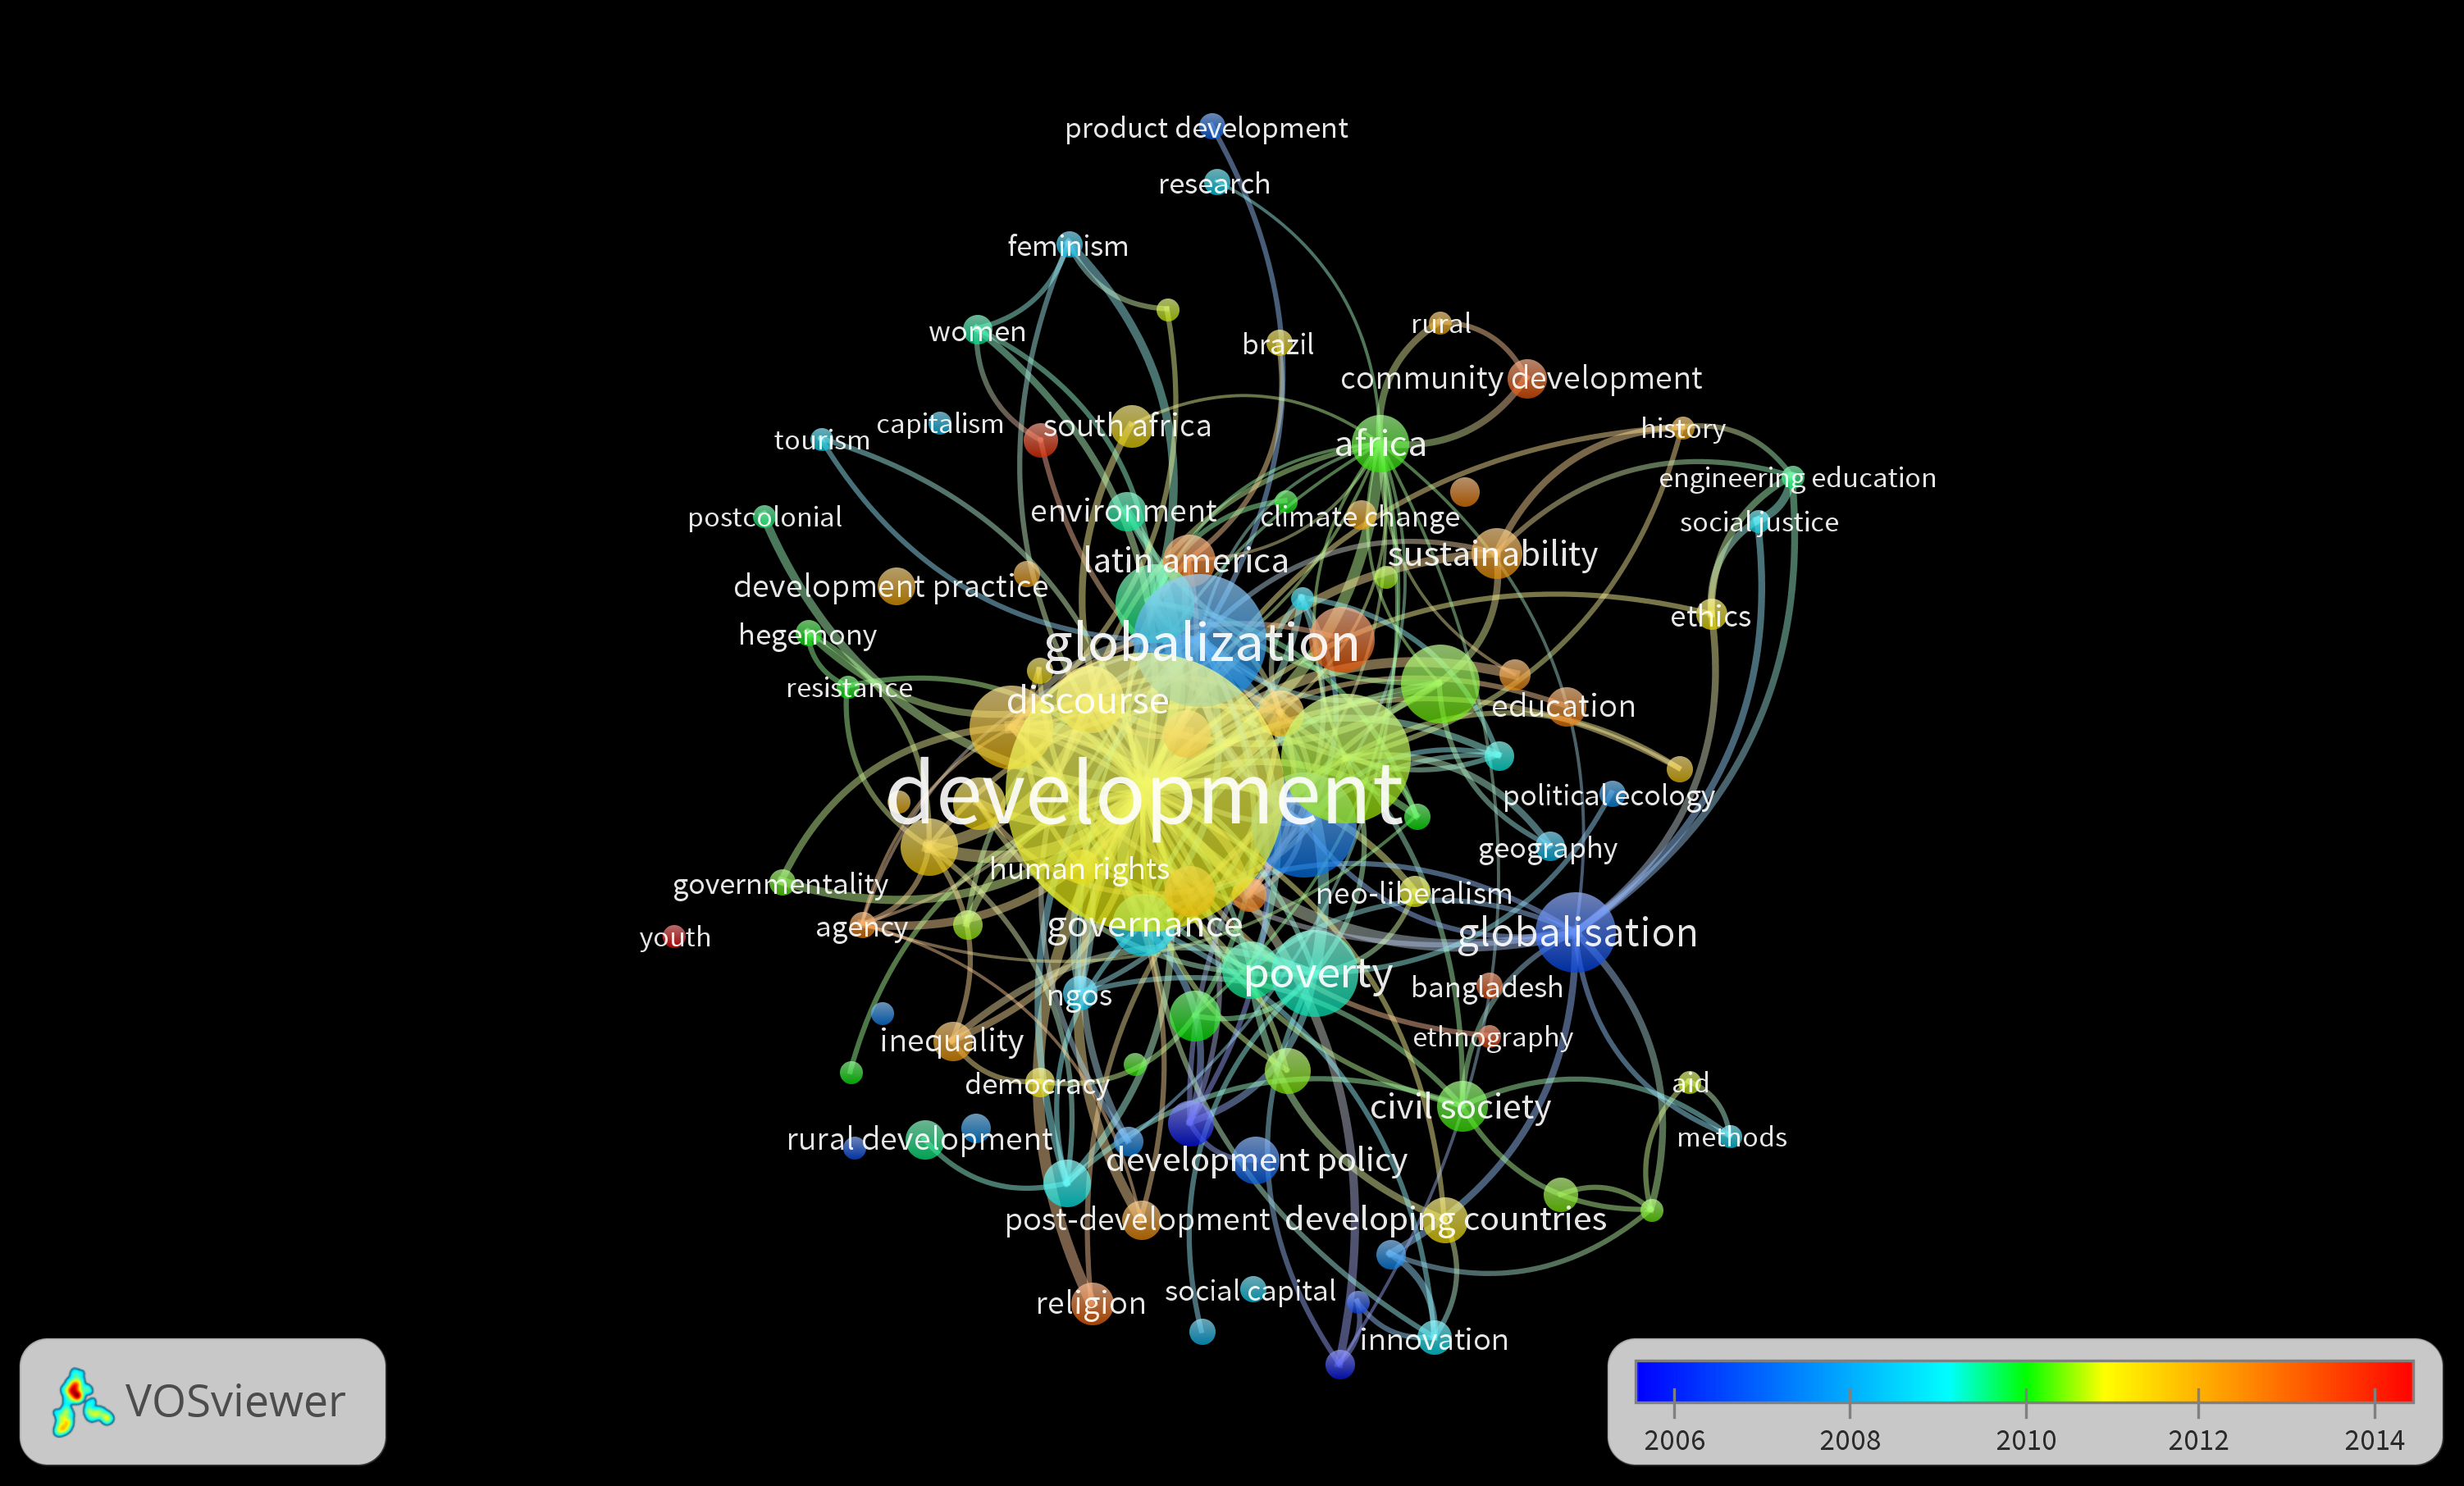 product development
research
feminism
women
brazil
rural
community development
south africa
capitalism
tourism
africa
history
engineering education
environment
climate change
postcolonial
social justice
latin america
sustainability
development practice
ethics
hegemony
globalization
resistance
discourse
education
development
political ecology
geography
human rights
governmentality
neo-liberalism
agency
governance
youth
globalisation
poverty
ngos
bangladesh
inequality
ethnography
democracy
aid
civil society
rural development
methods
development policy
post-development
developing countries
social capital
religion
innovation
VOSviewer
2006 2008 2010 2012 2014